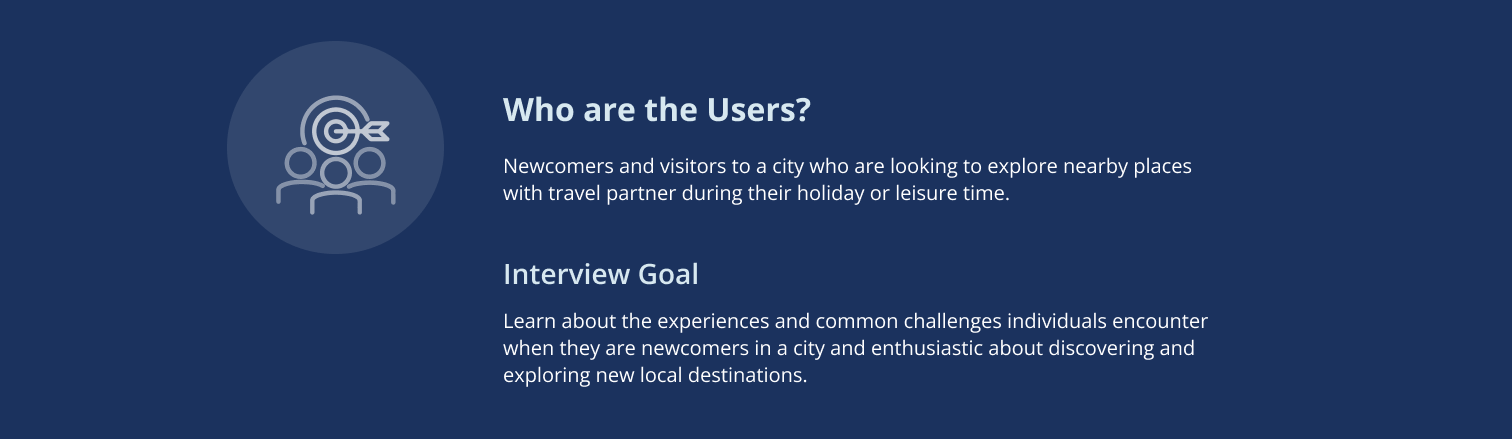 Who are the Users?
Newcomers and visitors to a city who are looking to explore nearby places
with travel partner during their holiday or leisure time.
Interview Goal
Learn about the experiences and common challenges individuals encounter
when they are newcomers in a city and enthusiastic about discovering and
exploring new local destinations.